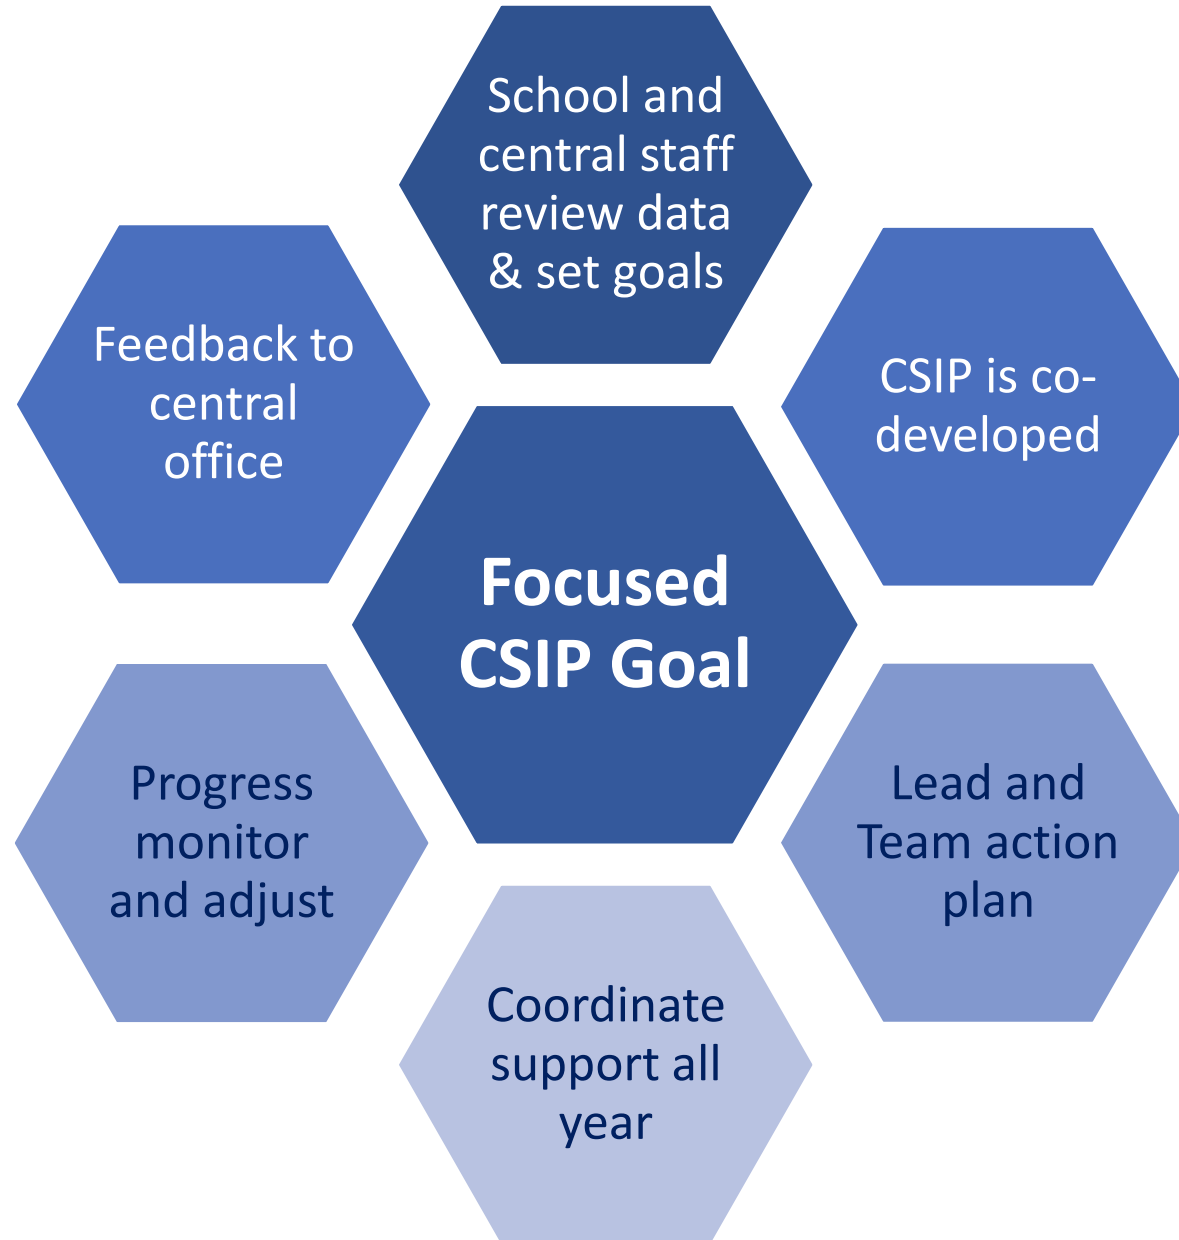 School and
central staff
review data
& set goals
Feedback to
central
office
CSIP is co-
developed
Focused
CSIP Goal
Progress
monitor
and adjust
Lead and
Team action
plan
Coordinate
support all
year